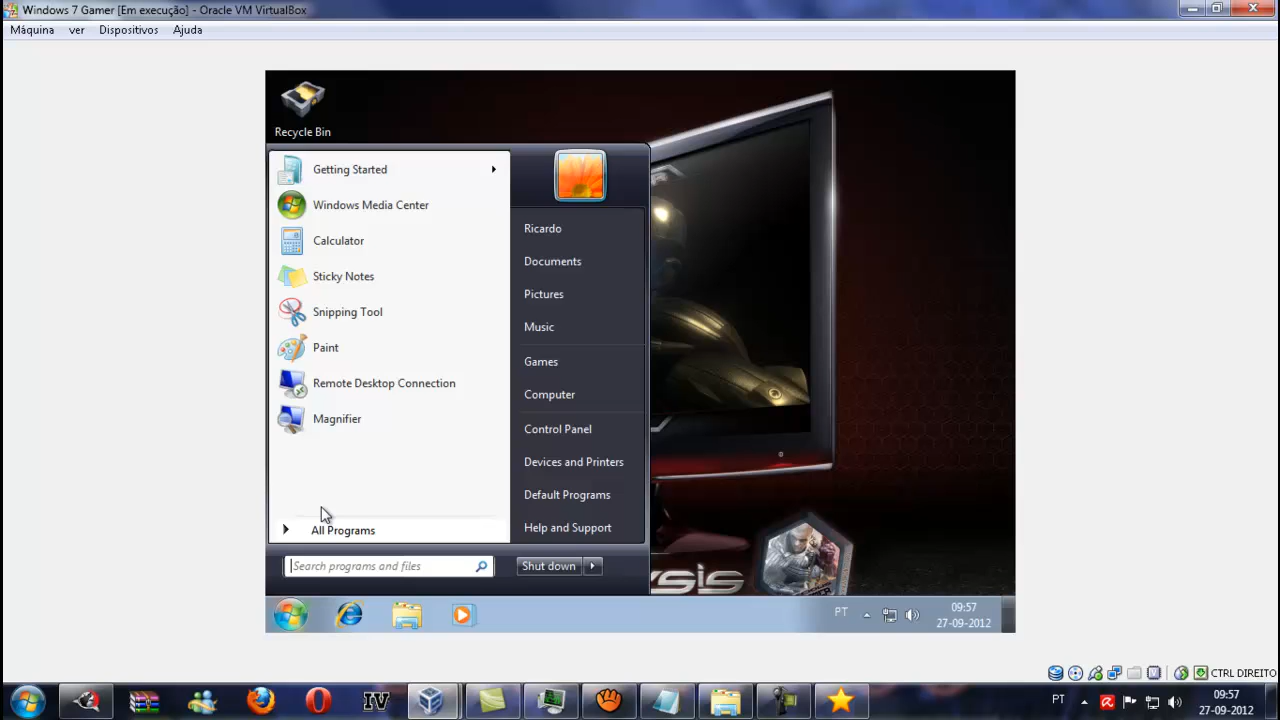 Windows 7 Gamer [Em execução] - Oracle VM VirtualBox
Máquina ver Dispositivos Ajuda
Recycle Bin
Getting Started
Windows Media Center
Calculator
Sticky Notes
Snipping Tool
Paint
Remote Desktop Connection
Magnifier
All Programs
Search programs and files
Ricardo
Documents
Pictures
Music
Games
Computer
Control Panel
Devices and Printers
Default Programs
Help and Support
Shut down
ysis
PT
09:57
27-09-2012
CTRL DIREITO
IV
PT
09:57
27-09-2012